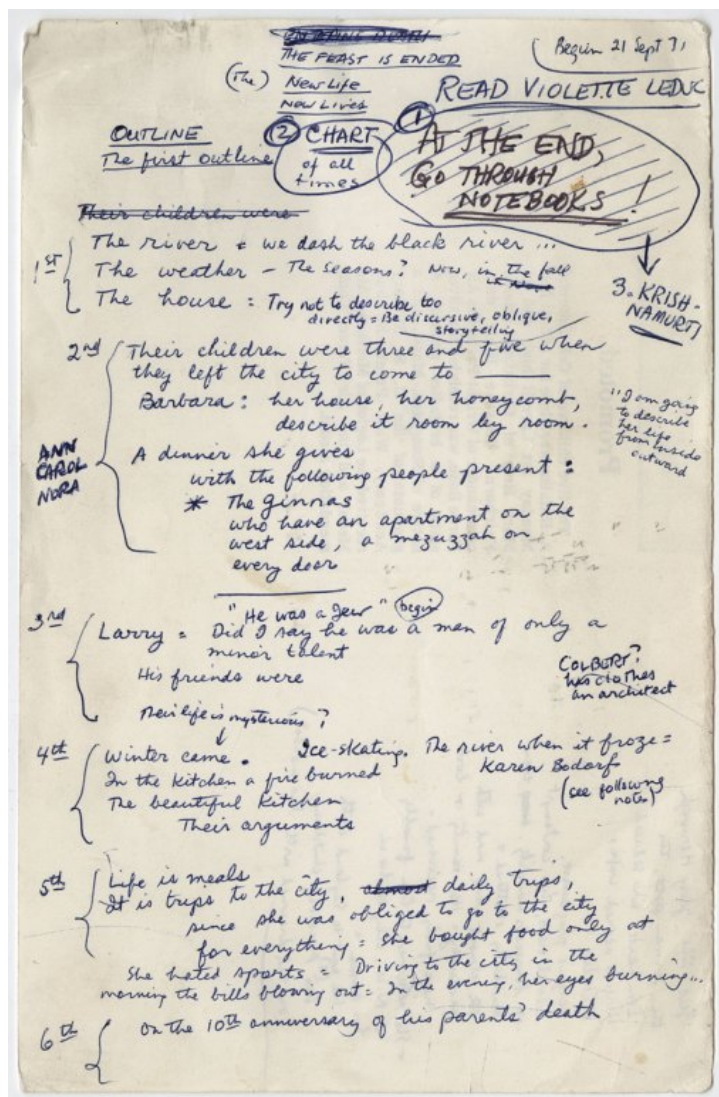 THE FEAST IS ENDED
(The) New Life
New Lives
Begun 21 Sept 71
READ VIOLETTE LEDUC
OUTLINE
The first outline
② CHART
of all
times
①
AT THE END,
GO THROUGH
NOTEBOOKS!
3. KRISH-
NAMURTI
Their children were
1st
The river + we dash the black river ...
The weather - The seasons? Now, in the fall
The house = Try not to describe too
directly = Be discursive, oblique,
storytelling
2nd
Their children were three and five when
they left the city to come to
Barbara: her house, her honeycomb,
describe it room by room.
"I am going
to describe
her life
from inside
outward
ANN
CAROL
NORA
A dinner she gives
with the following people present:
* The Ginnas
who have an apartment on the
west side, a mezuzzah on
every door
3rd
"He was a Jew" begin
Larry = Did I say he was a man of only a
minor talent
His friends were
COLBERT?
has clothes
an architect
Their life is mysterious?
4th
Winter came. Ice-skating. The river when it froze =
In the kitchen a fire burned Karen Bodorf
The beautiful kitchen (see following
notes)
Their arguments
5th
Life is meals
It is trips to the city, almost daily trips,
since she was obliged to go to the city
for everything = she bought food only at
She hated sports = Driving to the city in the
morning the bills blowing out = In the evening, her eyes burning...
6th
On the 10th anniversary of his parents' death